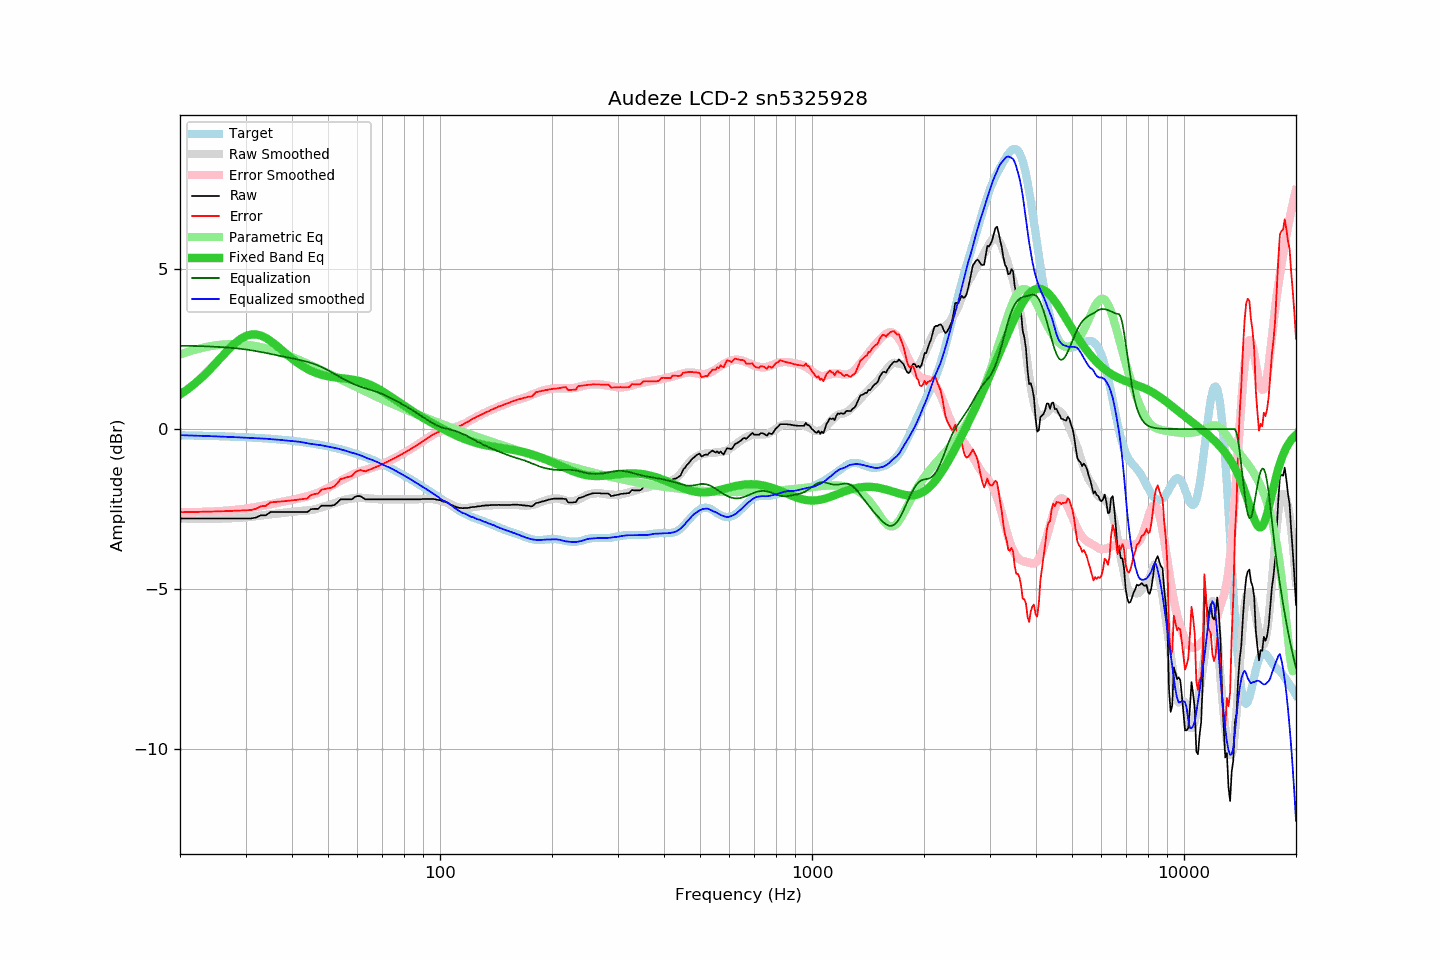 Audeze LCD-2 sn5325928
Target
Raw Smoothed
Error Smoothed
Raw
Error
Parametric Eq
Fixed Band Eq
Equalization
Equalized smoothed
5
0
−5
−10
Amplitude (dBr)
100
1000
10000
Frequency (Hz)